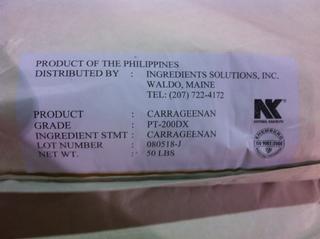 PRODUCT OF THE PHILIPPINES
DISTRIBUTED BY : INGREDIENTS SOLUTIONS, INC.
WALDO, MAINE
TEL: (207) 722-4172
PRODUCT : CARRAGEENAN
GRADE : PT-200DX
INGREDIENT STMT : CARRAGEENAN
LOT NUMBER : 080518-J
NET WT. : 50 LBS
NK